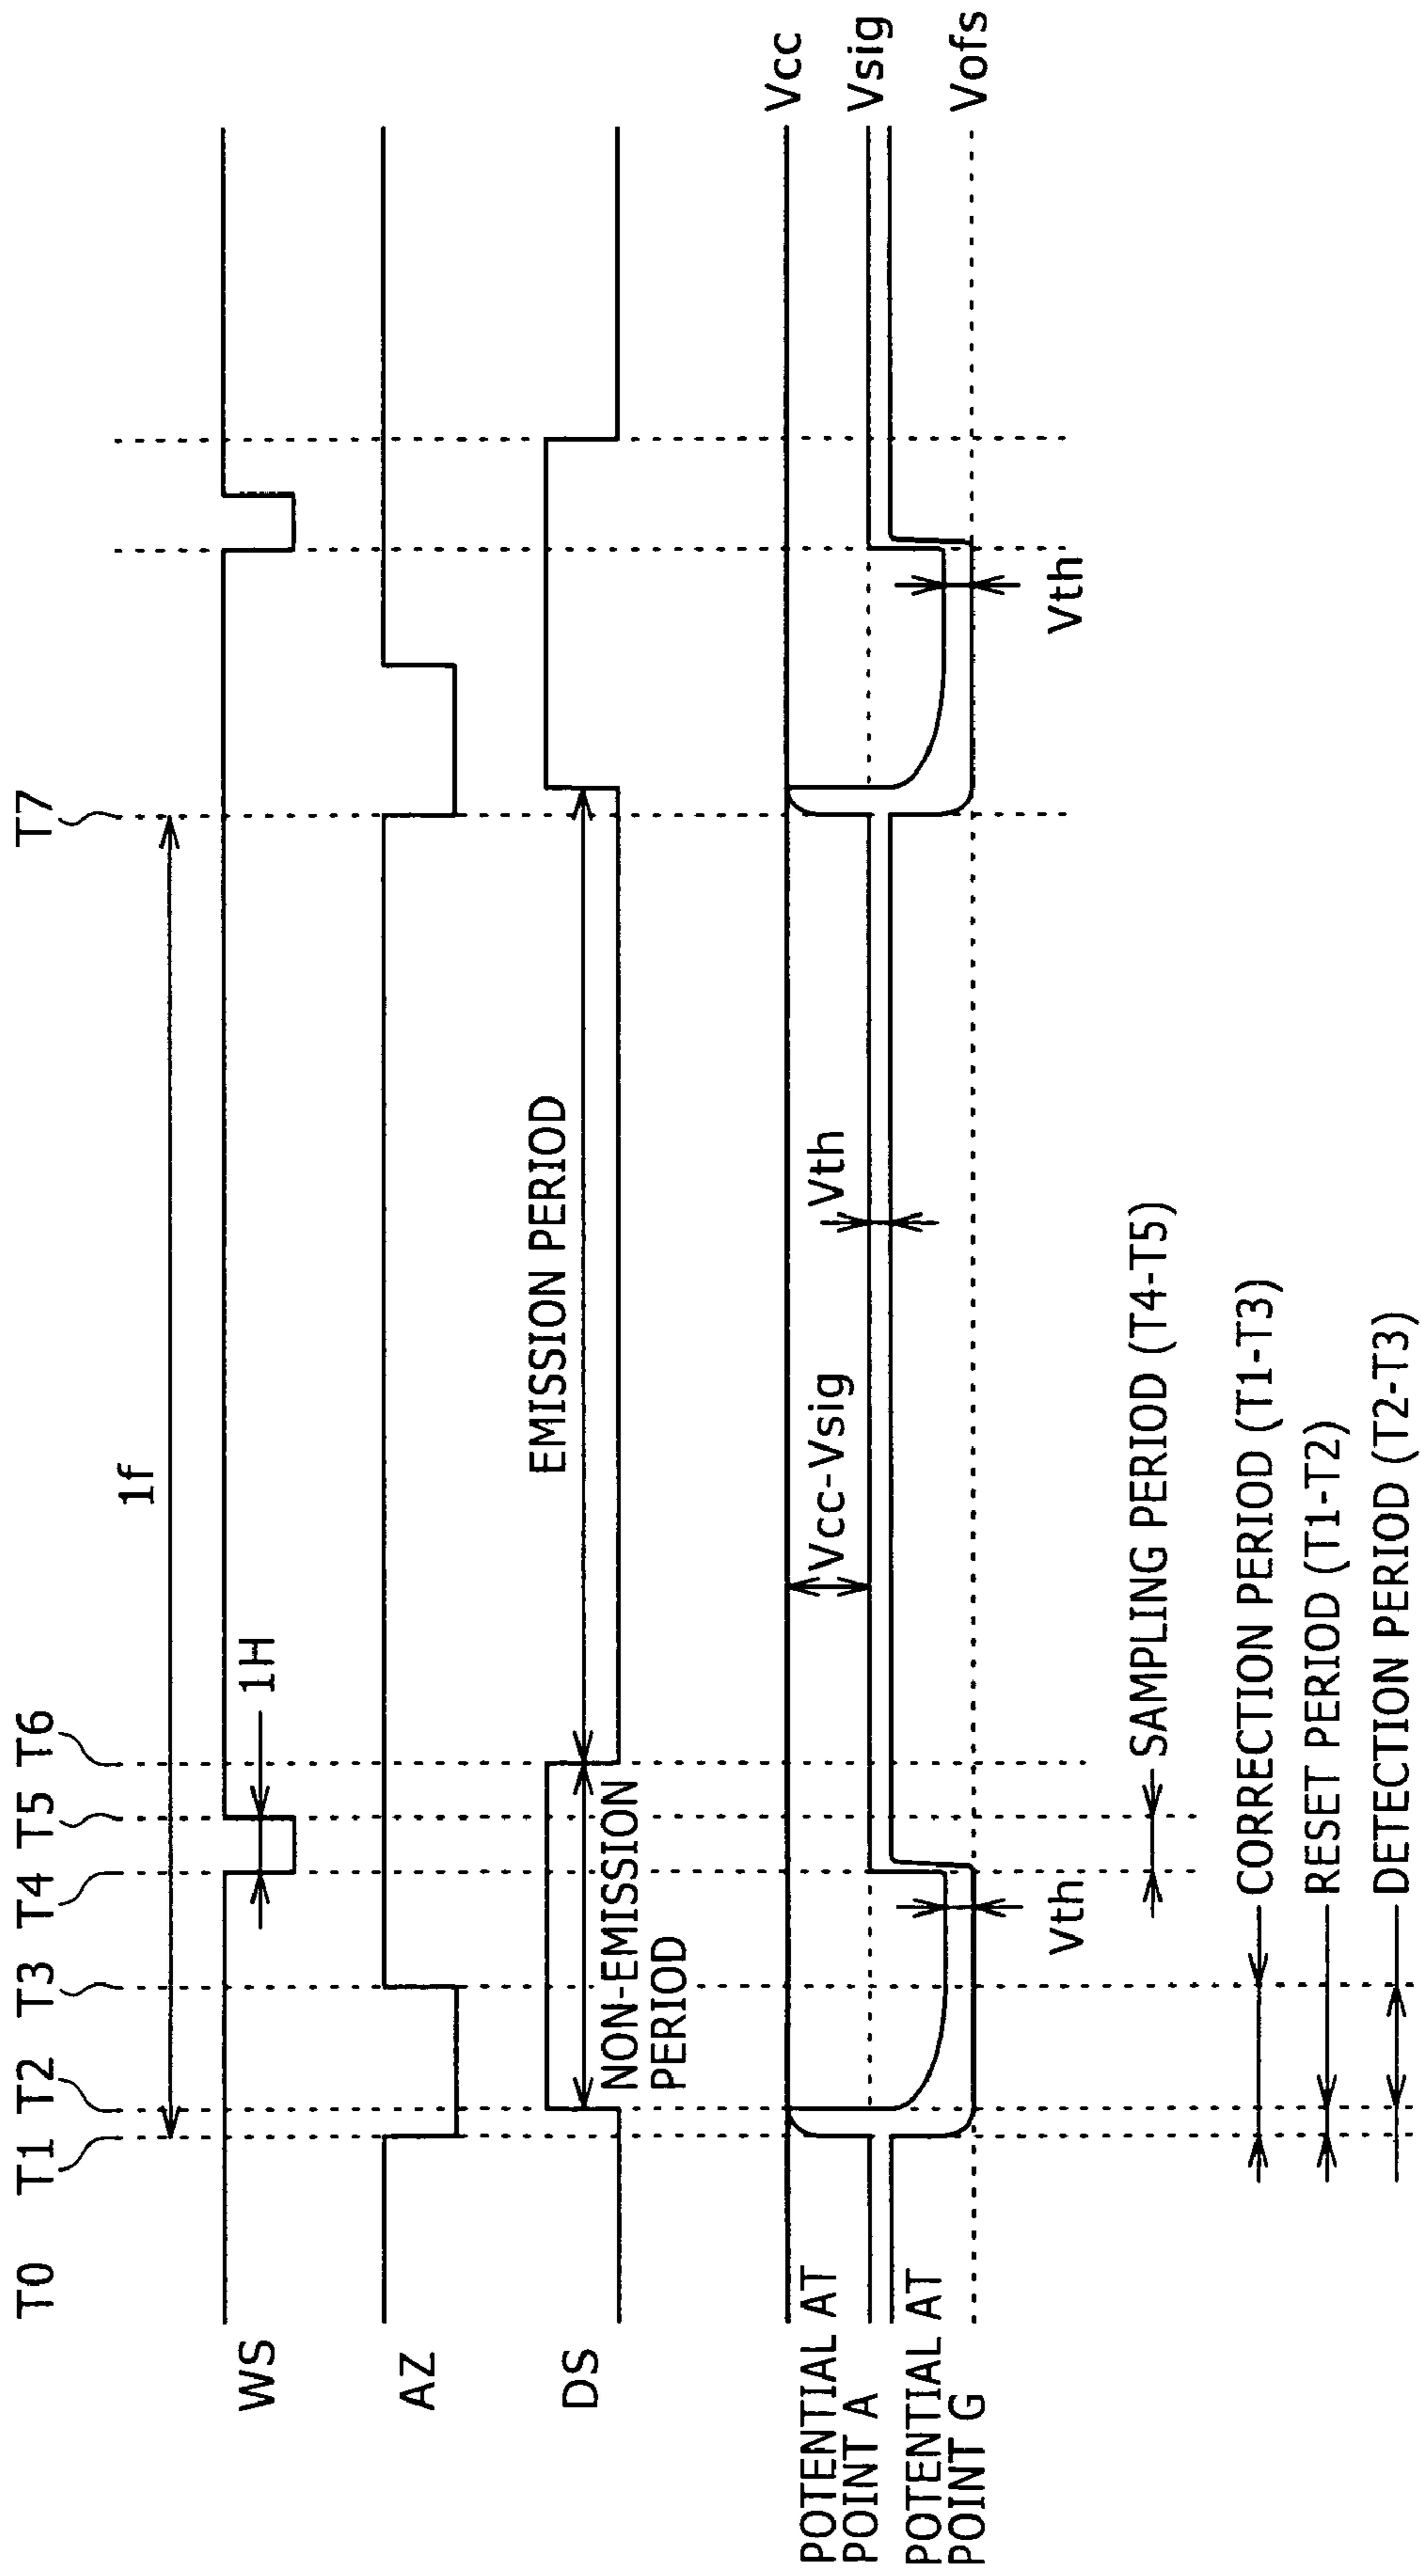 T0 T1 T2 T3 T4 T5 T6 T7
1f
WS
1H
AZ
DS
NON-EMISSION
PERIOD
EMISSION PERIOD
POTENTIAL AT
POINT A
POTENTIAL AT
POINT G
Vcc-Vsig
Vth
Vth
Vth
Vcc
Vsig
Vofs
SAMPLING PERIOD (T4-T5)
CORRECTION PERIOD (T1-T3)
RESET PERIOD (T1-T2)
DETECTION PERIOD (T2-T3)